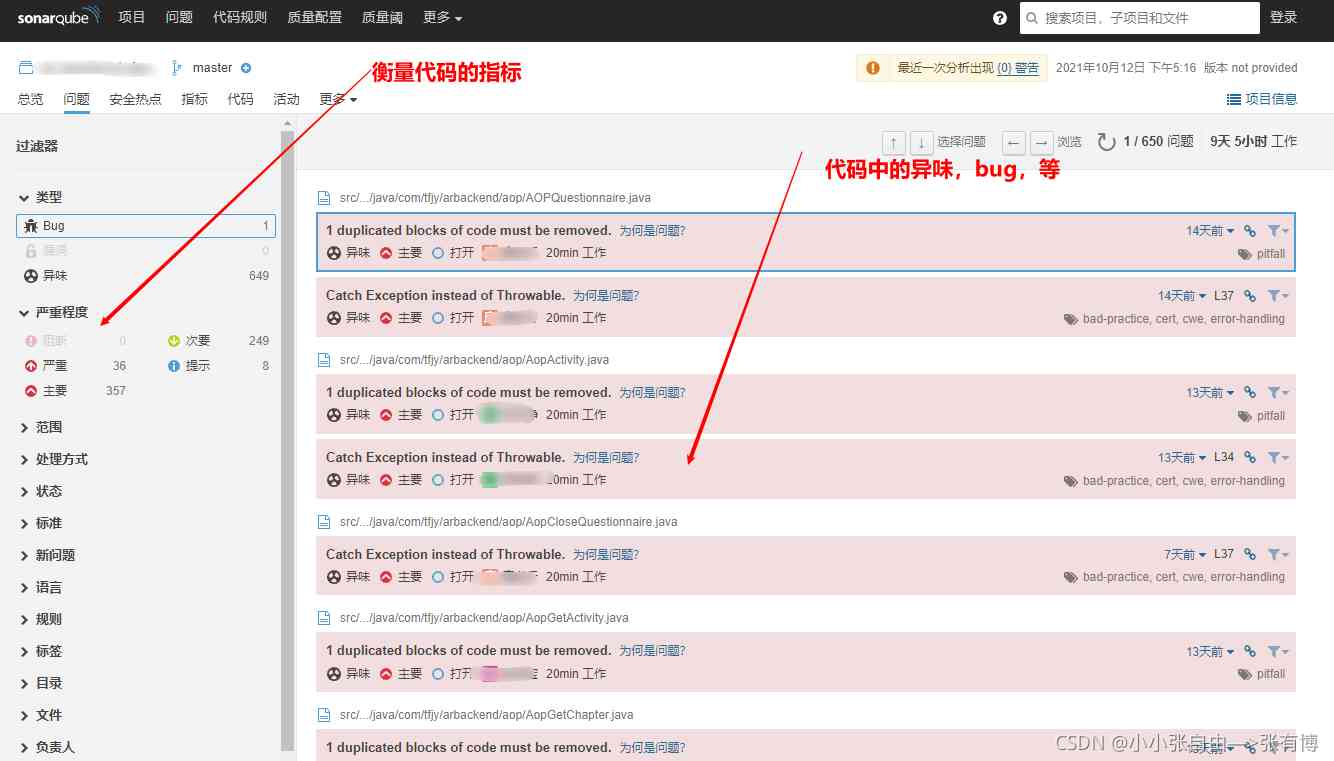 sonarqube 项目 问题 代码规则 质量配置 质量阈 更多 搜索项目，子项目和文件 登录
master 最近一次分析出现 (0) 警告 2021年10月12日 下午5:16 版本 not provided
衡量代码的指标
总览 问题 安全热点 指标 代码 活动 更多 项目信息
过滤器
类型
Bug 1
漏洞 0
异味 649
严重程度
阻断 0 次要 249
严重 36 提示 8
主要 357
范围
处理方式
状态
标准
新问题
语言
规则
标签
目录
文件
负责人
选择问题 浏览 1 / 650 问题 9天 5小时 工作
代码中的异味，bug，等
src/.../java/com/tfjy/arbackend/aop/AOPQuestionnaire.java
1 duplicated blocks of code must be removed. 为何是问题? 14天前
异味 主要 打开 20min 工作 pitfall
Catch Exception instead of Throwable. 为何是问题? 14天前 L37
异味 主要 打开 20min 工作 bad-practice, cert, cwe, error-handling
src/.../java/com/tfjy/arbackend/aop/AopActivity.java
1 duplicated blocks of code must be removed. 为何是问题? 13天前
异味 主要 打开 20min 工作 pitfall
Catch Exception instead of Throwable. 为何是问题? 13天前 L34
异味 主要 打开 20min 工作 bad-practice, cert, cwe, error-handling
src/.../java/com/tfjy/arbackend/aop/AopCloseQuestionnaire.java
Catch Exception instead of Throwable. 为何是问题? 7天前 L37
异味 主要 打开 20min 工作 bad-practice, cert, cwe, error-handling
src/.../java/com/tfjy/arbackend/aop/AopGetActivity.java
1 duplicated blocks of code must be removed. 为何是问题? 13天前
异味 主要 打开 20min 工作 pitfall
src/.../java/com/tfjy/arbackend/aop/AopGetChapter.java
1 duplicated blocks of code must be removed. 为何是问题?
CSDN @小小张自由—>张有博